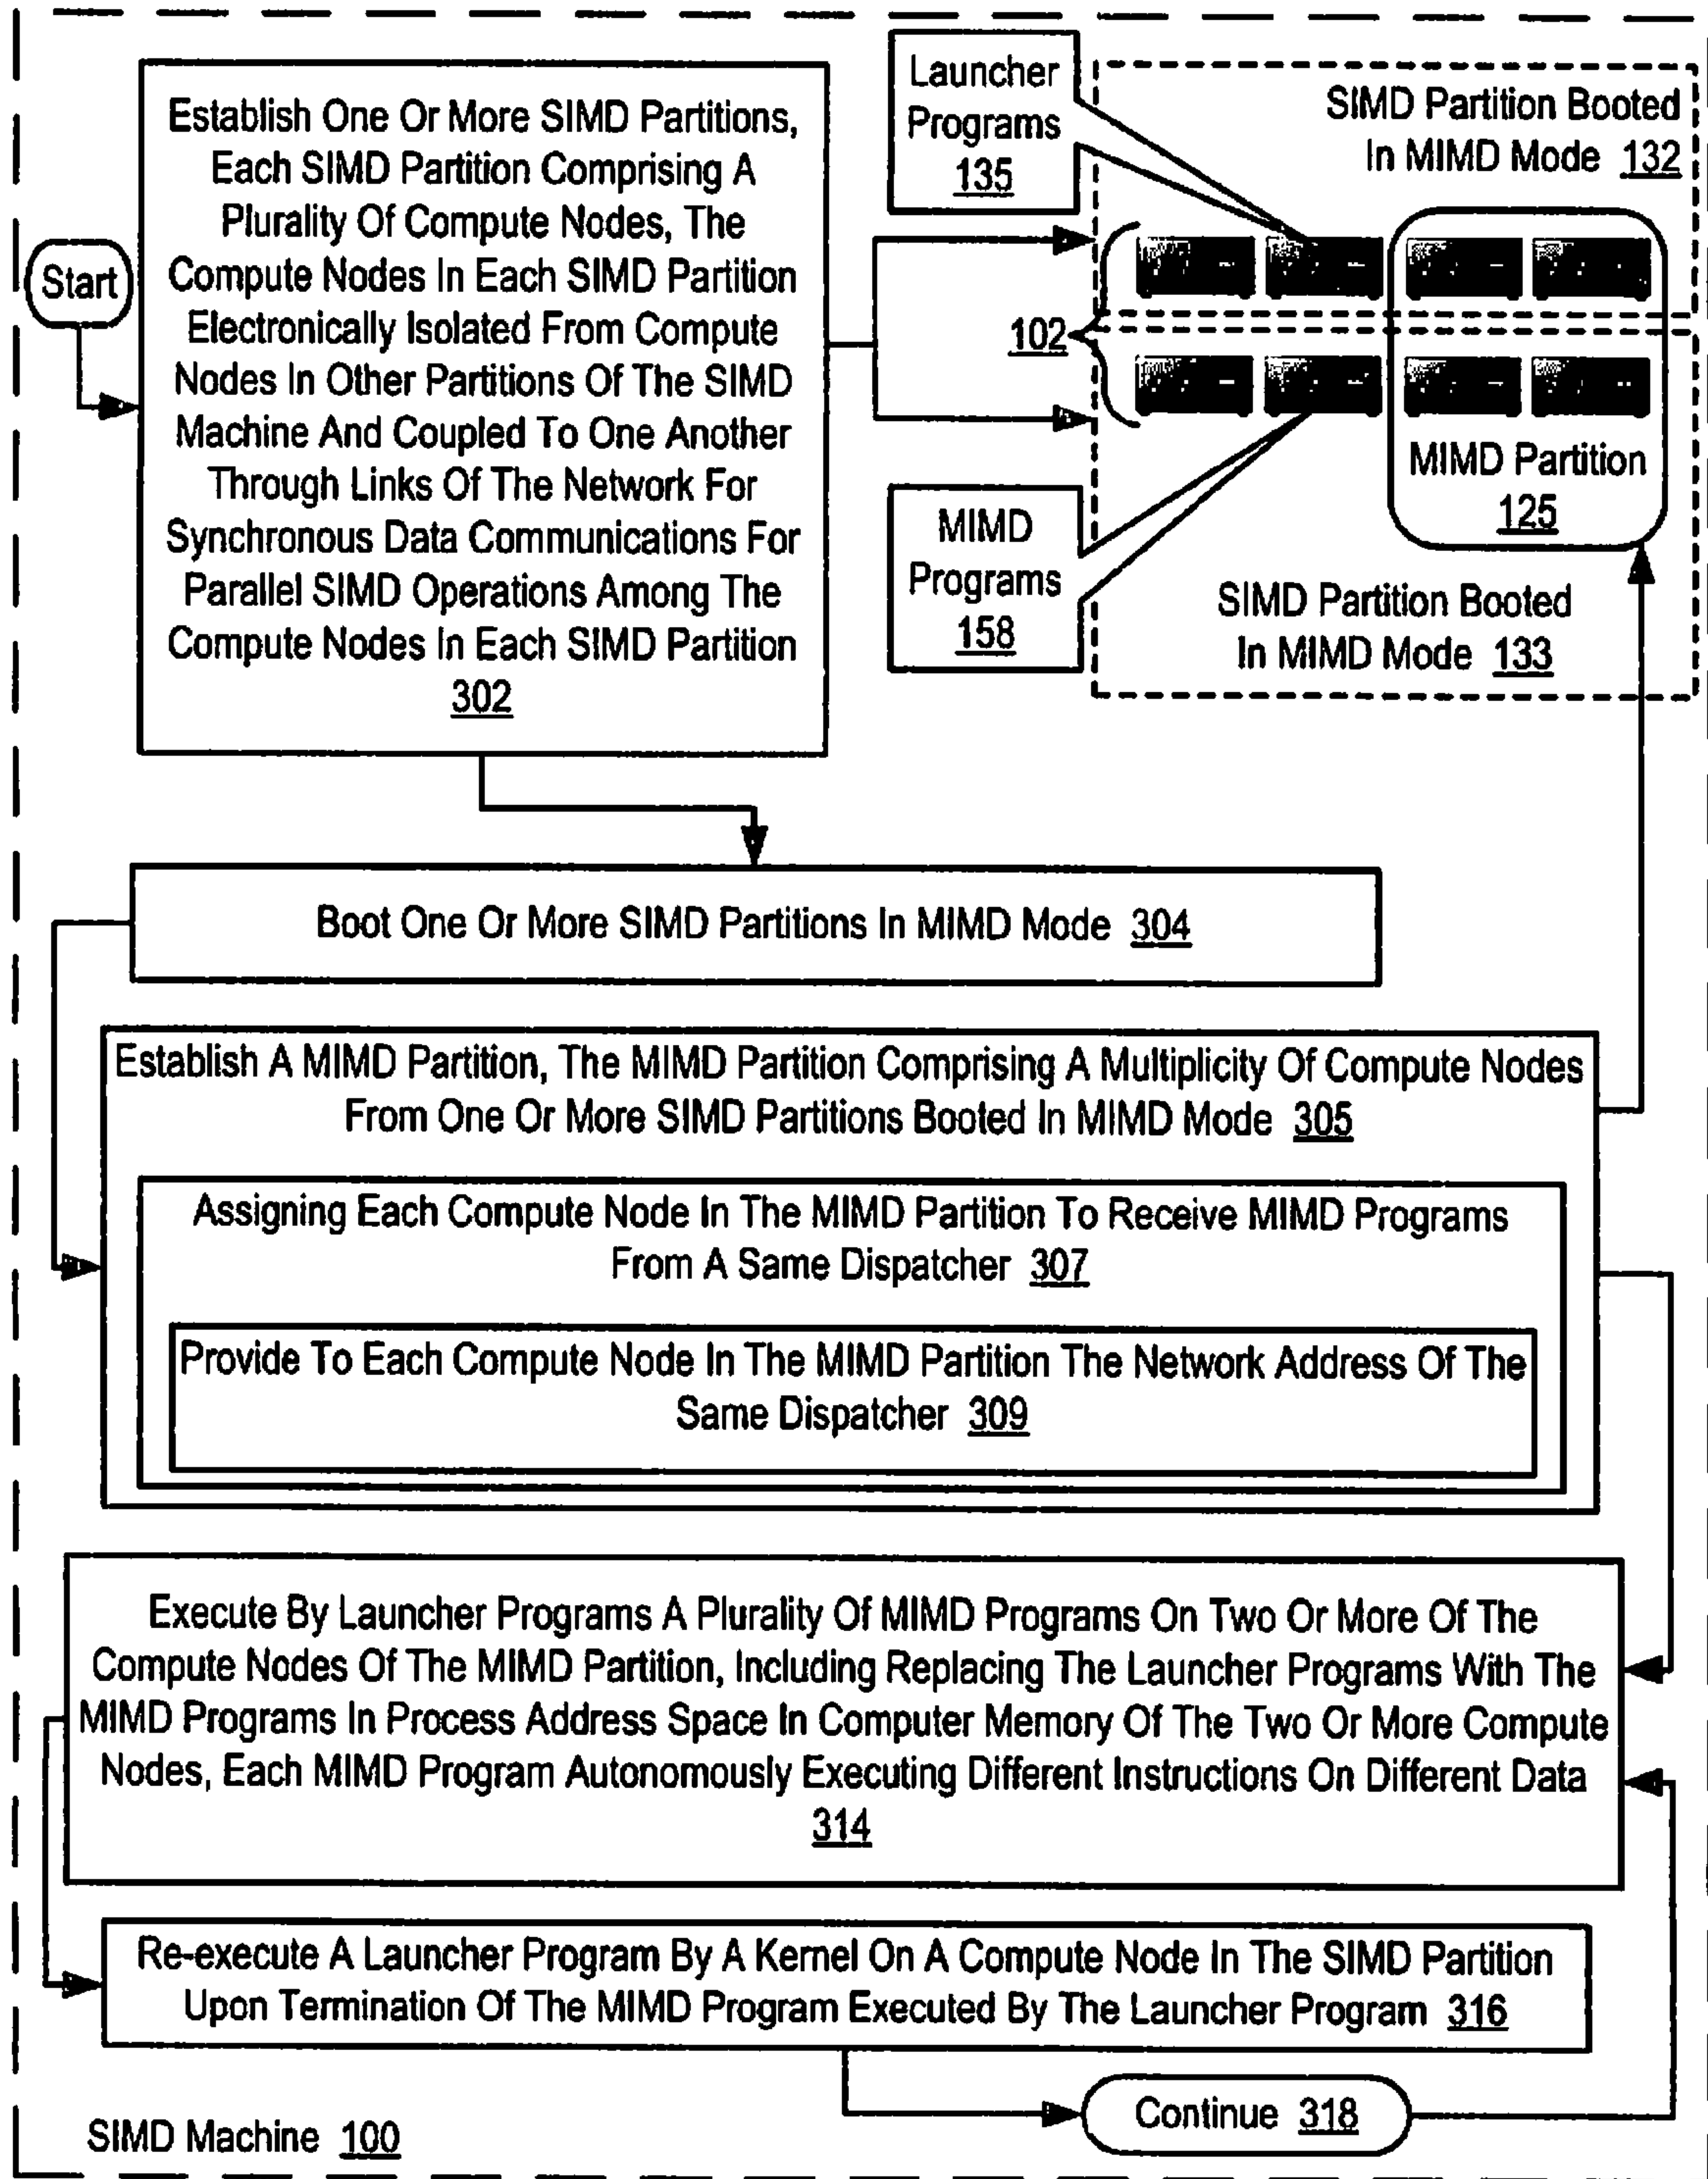 Start
Establish One Or More SIMD Partitions,
Each SIMD Partition Comprising A
Plurality Of Compute Nodes, The
Compute Nodes In Each SIMD Partition
Electronically Isolated From Compute
Nodes In Other Partitions Of The SIMD
Machine And Coupled To One Another
Through Links Of The Network For
Synchronous Data Communications For
Parallel SIMD Operations Among The
Compute Nodes In Each SIMD Partition
302
Launcher
Programs
135
SIMD Partition Booted
In MIMD Mode 132
102
MIMD Partition
125
MIMD
Programs
158
SIMD Partition Booted
In MIMD Mode 133
Boot One Or More SIMD Partitions In MIMD Mode 304
Establish A MIMD Partition, The MIMD Partition Comprising A Multiplicity Of Compute Nodes
From One Or More SIMD Partitions Booted In MIMD Mode 305
Assigning Each Compute Node In The MIMD Partition To Receive MIMD Programs
From A Same Dispatcher 307
Provide To Each Compute Node In The MIMD Partition The Network Address Of The
Same Dispatcher 309
Execute By Launcher Programs A Plurality Of MIMD Programs On Two Or More Of The
Compute Nodes Of The MIMD Partition, Including Replacing The Launcher Programs With The
MIMD Programs In Process Address Space In Computer Memory Of The Two Or More Compute
Nodes, Each MIMD Program Autonomously Executing Different Instructions On Different Data
314
Re-execute A Launcher Program By A Kernel On A Compute Node In The SIMD Partition
Upon Termination Of The MIMD Program Executed By The Launcher Program 316
Continue 318
SIMD Machine 100